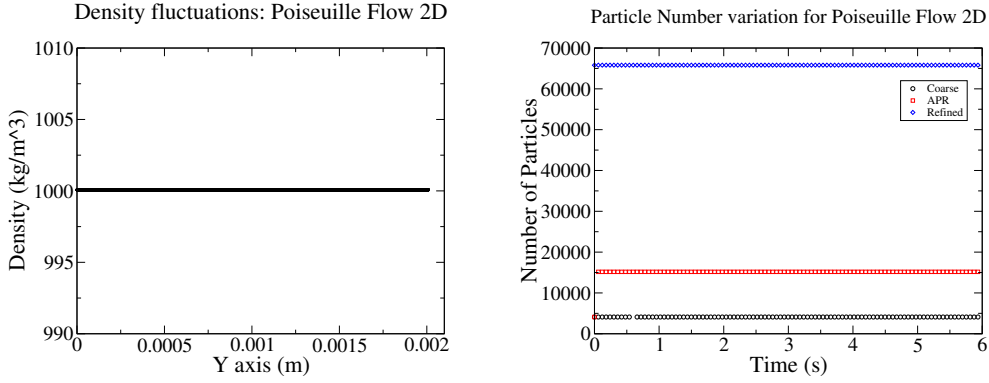 Density fluctuations: Poiseuille Flow 2D
1010
1005
1000
995
990
Density (kg/m^3)
0
0.0005
0.001
0.0015
0.002
Y axis (m)
Particle Number variation for Poiseuille Flow 2D
70000
60000
50000
40000
30000
20000
10000
0
Number of Particles
Coarse
APR
Refined
0
1
2
3
4
5
6
Time (s)